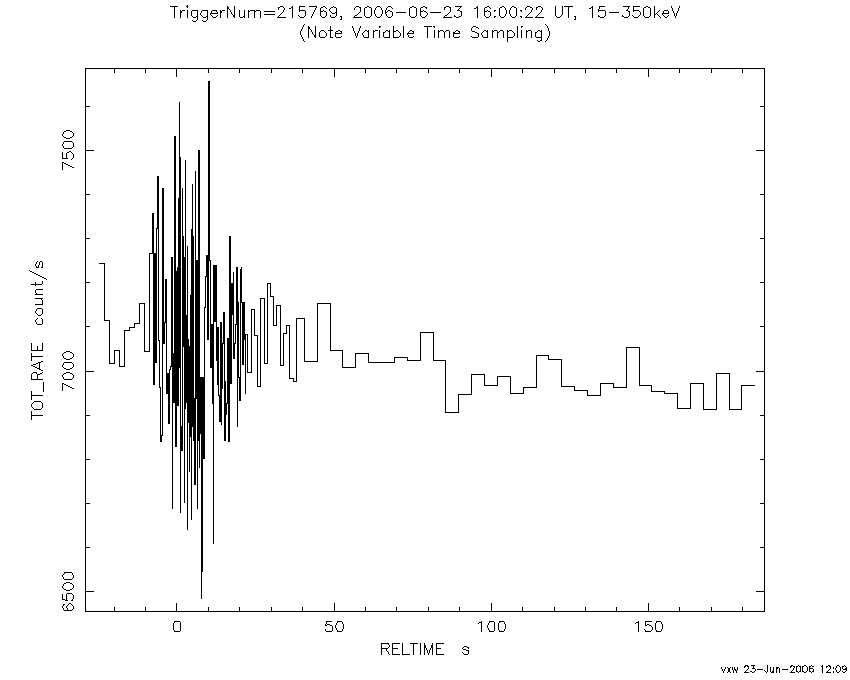 TriggerNum=215769, 2006-06-23 16:00:22 UT, 15-350keV
(Note Variable Time Sampling)
TOT_RATE count/s
7500
7000
6500
0 50 100 150
RELTIME s
vxw 23-Jun-2006 12:09